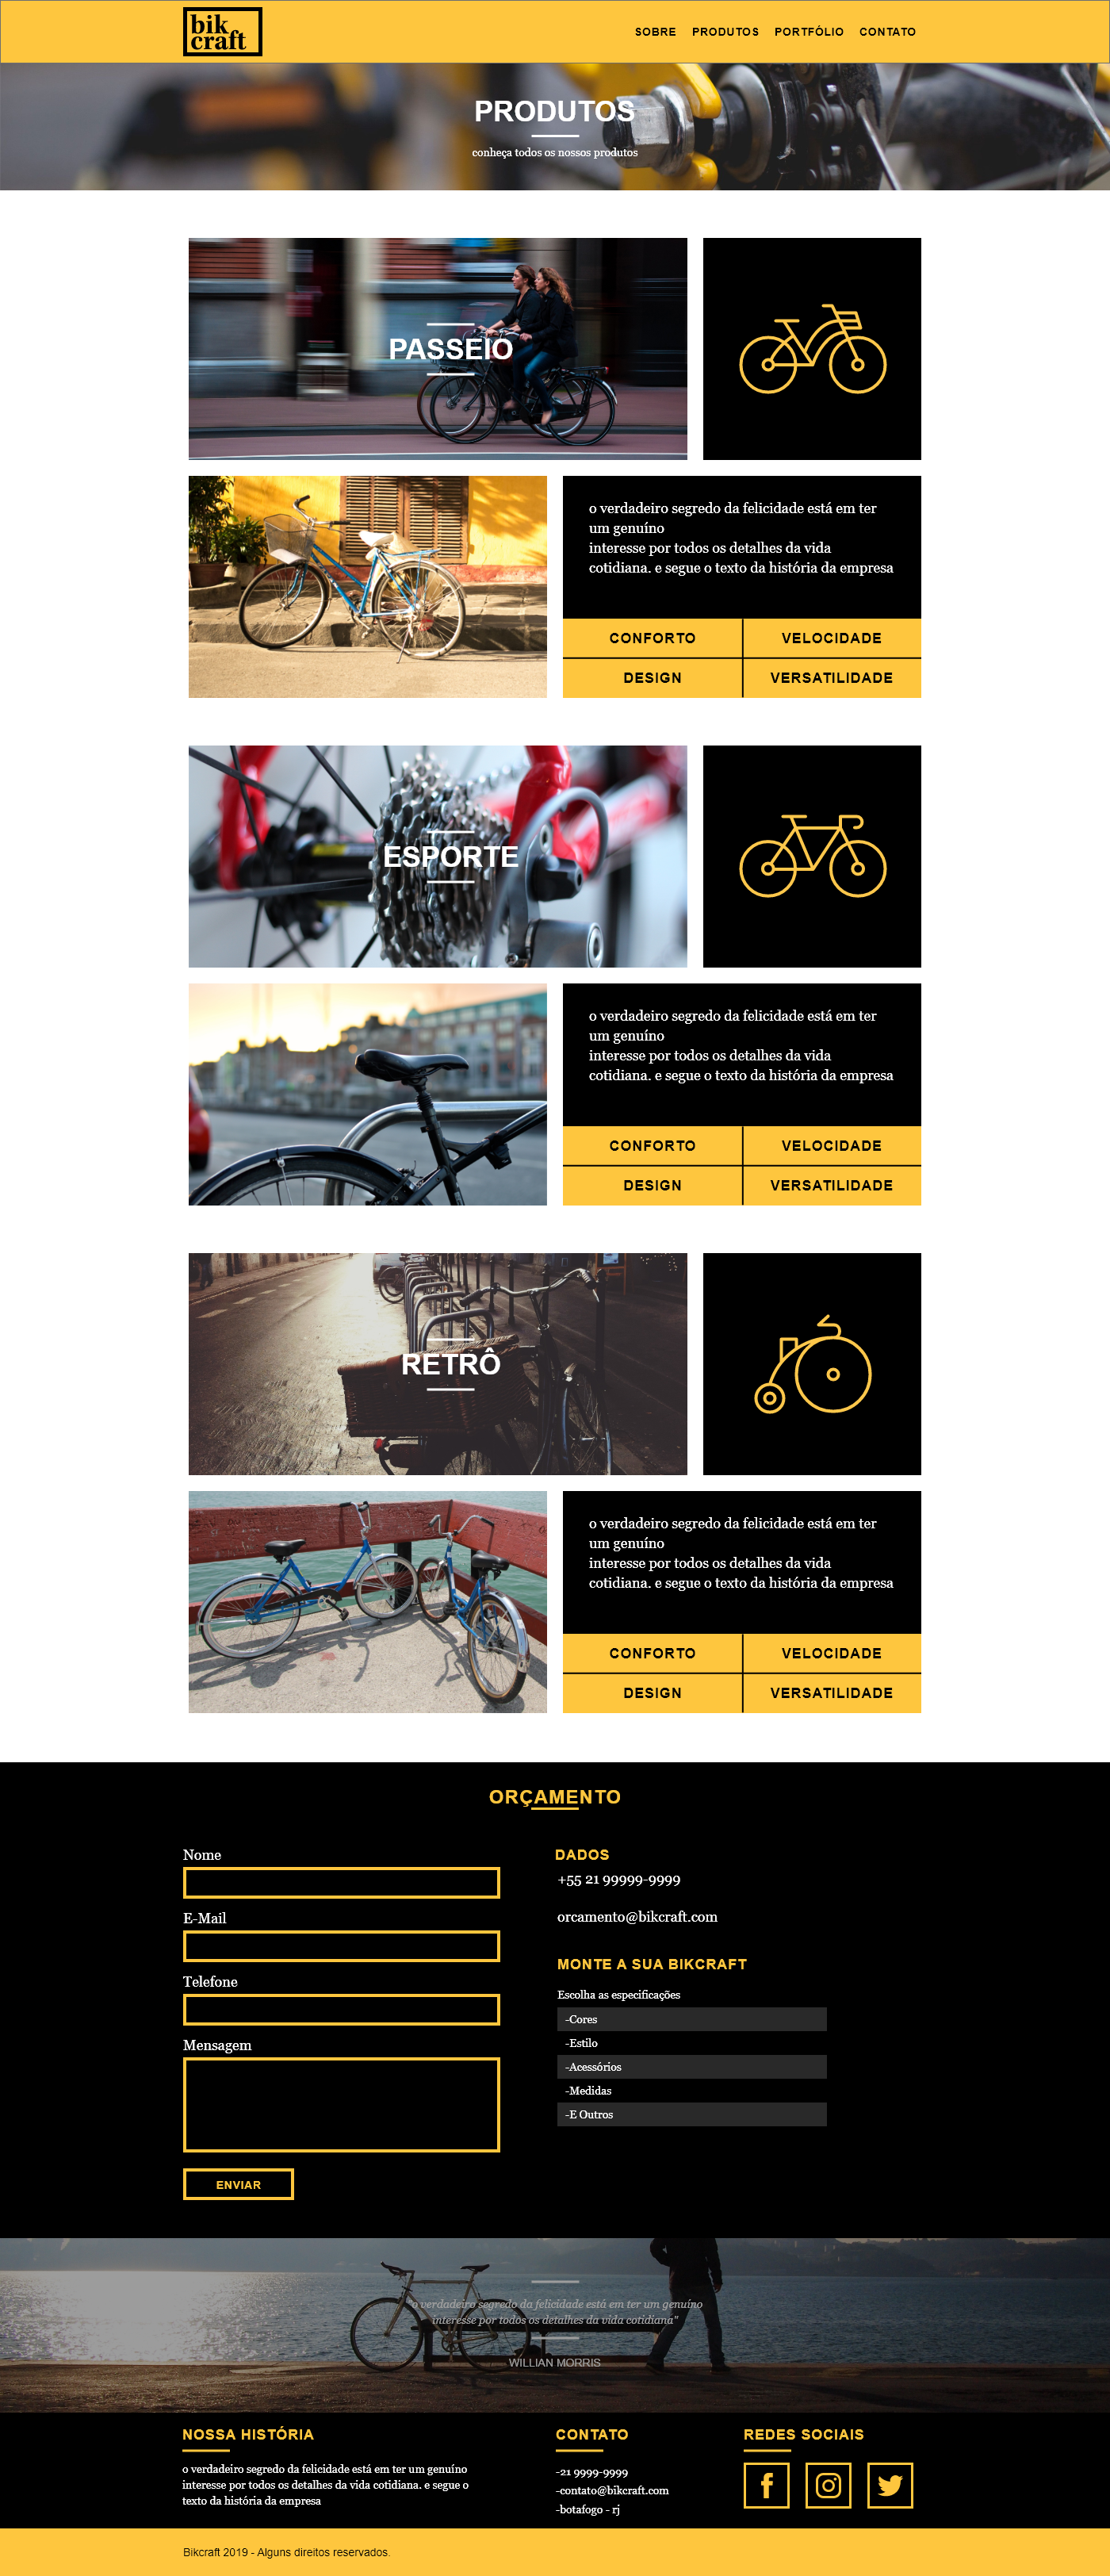 bik
craft
SOBRE PRODUTOS PORTFÓLIO CONTATO
PRODUTOS
conheça todos os nossos produtos
PASSEIO
o verdadeiro segredo da felicidade está em ter
um genuíno
interesse por todos os detalhes da vida
cotidiana. e segue o texto da história da empresa
CONFORTO VELOCIDADE
DESIGN VERSATILIDADE
ESPORTE
o verdadeiro segredo da felicidade está em ter
um genuíno
interesse por todos os detalhes da vida
cotidiana. e segue o texto da história da empresa
CONFORTO VELOCIDADE
DESIGN VERSATILIDADE
RETRÔ
o verdadeiro segredo da felicidade está em ter
um genuíno
interesse por todos os detalhes da vida
cotidiana. e segue o texto da história da empresa
CONFORTO VELOCIDADE
DESIGN VERSATILIDADE
ORÇAMENTO
Nome
E-Mail
Telefone
Mensagem
ENVIAR
DADOS
+55 21 99999-9999
orcamento@bikcraft.com
MONTE A SUA BIKCRAFT
Escolha as especificações
-Cores
-Estilo
-Acessórios
-Medidas
-E Outros
"o verdadeiro segredo da felicidade está em ter um genuíno
interesse por todos os detalhes da vida cotidiana"
WILLIAN MORRIS
NOSSA HISTÓRIA
o verdadeiro segredo da felicidade está em ter um genuíno
interesse por todos os detalhes da vida cotidiana. e segue o
texto da história da empresa
CONTATO
-21 9999-9999
-contato@bikcraft.com
-botafogo - rj
REDES SOCIAIS
Bikcraft 2019 - Alguns direitos reservados.